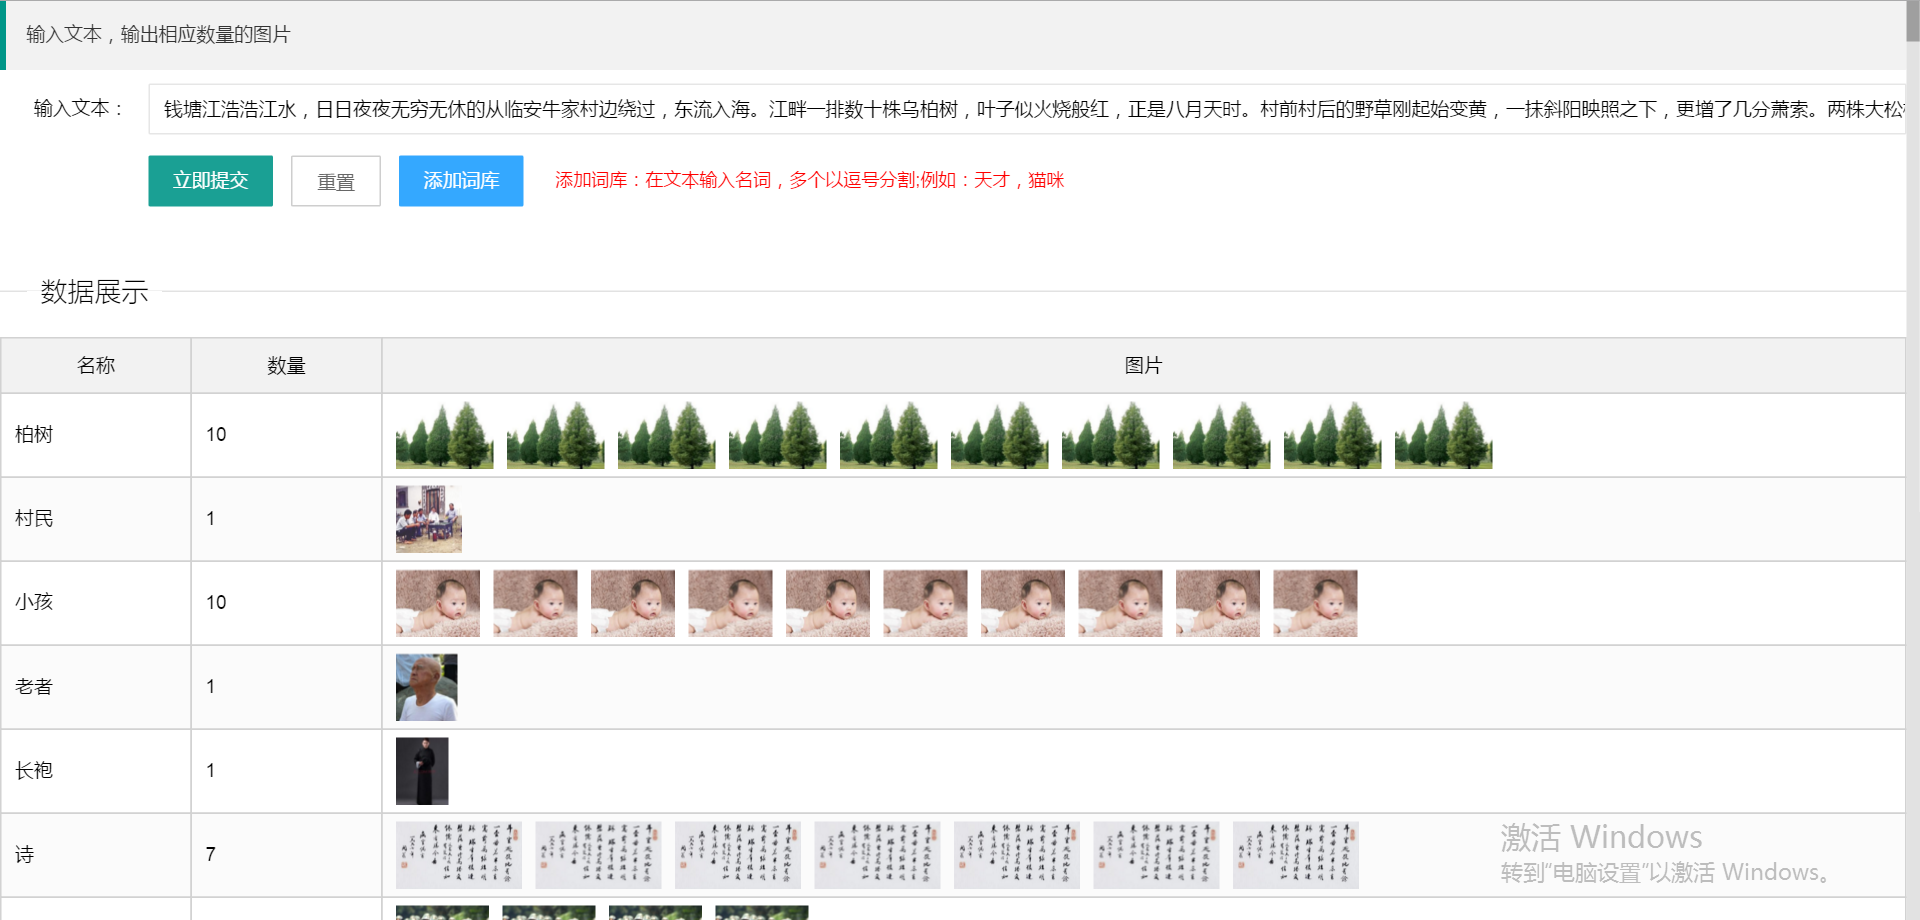 输入文本，输出相应数量的图片
输入文本：
钱塘江浩浩江水，日日夜夜无穷无休的从临安牛家村边绕过，东流入海。江畔一排数十株乌柏树，叶子似火烧般红，正是八月天时。村前村后的野草刚起始变黄，一抹斜阳映照之下，更增了几分萧索。两株大松
立即提交 重置 添加词库 添加词库：在文本输入名词，多个以逗号分割;例如：天才，猫咪
数据展示
名称 数量 图片
柏树 10
村民 1
小孩 10
老者 1
长袍 1
诗 7
激活 Windows
转到“电脑设置”以激活 Windows。